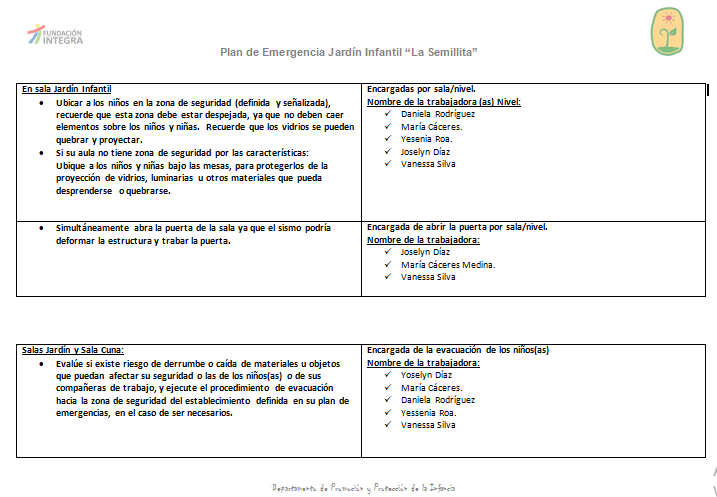 FUNDACIÓN
INTEGRA
Plan de Emergencia Jardín Infantil “La Semillita”
En sala Jardín Infantil
• Ubicar a los niños en la zona de seguridad (definida y señalizada),
recuerde que esta zona debe estar despejada, ya que no deben caer
elementos sobre los niños y niñas. Recuerde que los vidrios se pueden
quebrar y proyectar.
• Si su aula no tiene zona de seguridad por las características:
Ubique a los niños y niñas bajo las mesas, para protegerlos de la
proyección de vidrios, luminarias u otros materiales que pueda
desprenderse o quebrarse.
Encargadas por sala/nivel.
Nombre de la trabajadora (as) Nivel:
✓ Daniela Rodríguez
✓ María Cáceres.
✓ Yesenia Roa.
✓ Joselyn Díaz
✓ Vanessa Silva
• Simultáneamente abra la puerta de la sala ya que el sismo podría
deformar la estructura y trabar la puerta.
Encargada de abrir la puerta por sala/nivel.
Nombre de la trabajadora:
✓ Joselyn Díaz
✓ María Cáceres Medina.
✓ Vanessa Silva
Salas Jardín y Sala Cuna:
• Evalúe si existe riesgo de derrumbe o caída de materiales u objetos
que puedan afectar su seguridad o las de los niños(as) o de sus
compañeras de trabajo, y ejecute el procedimiento de evacuación
hacia la zona de seguridad del establecimiento definida en su plan de
emergencias, en el caso de ser necesarios.
Encargada de la evacuación de los niños(as)
Nombre de la trabajadora:
✓ Yoselyn Díaz
✓ María Cáceres.
✓ Daniela Rodríguez
✓ Yessenia Roa.
✓ Vanessa Silva
Departamento de Promoción y Protección de la Infancia